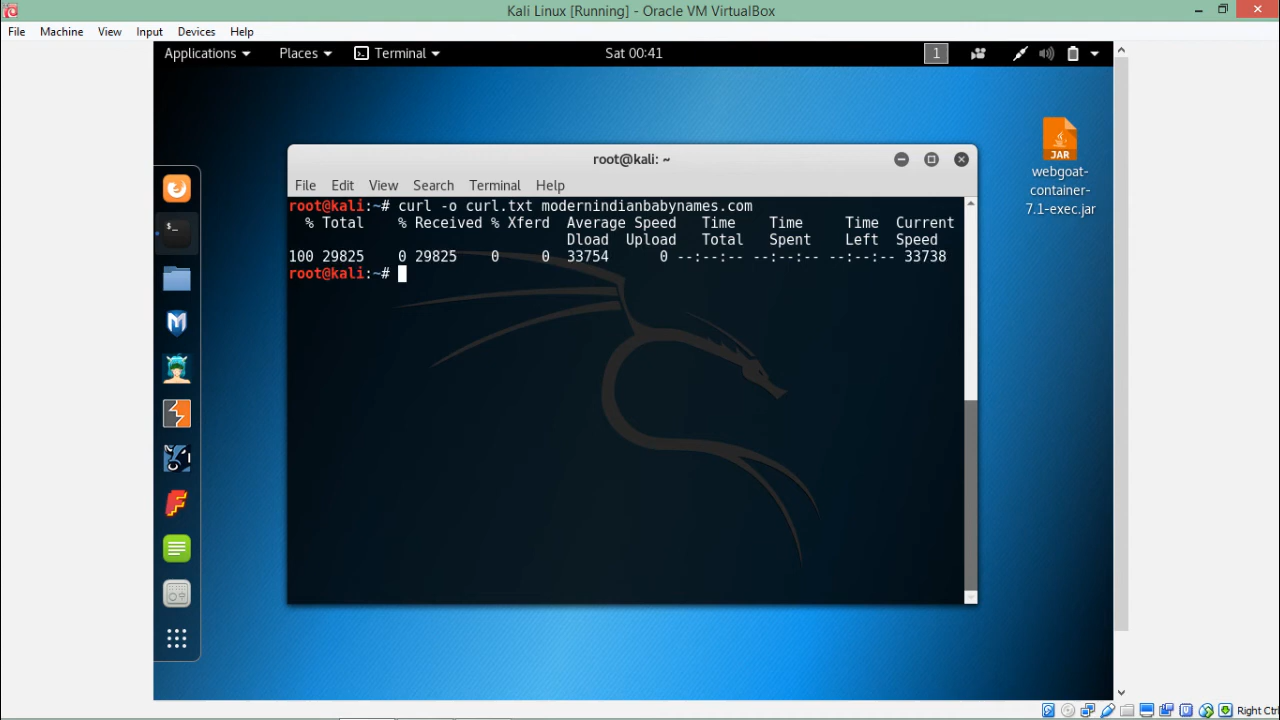 Kali Linux [Running] - Oracle VM VirtualBox
File Machine View Input Devices Help
Applications Places Terminal Sat 00:41 1
JAR
webgoat-
container-
7.1-exec.jar
root@kali: ~
File Edit View Search Terminal Help
root@kali:~# curl -o curl.txt modernindianbabynames.com
% Total % Received % Xferd Average Speed Time Time Time Current
Dload Upload Total Spent Left Speed
100 29825 0 29825 0 0 33754 0 --:--:-- --:--:-- --:--:-- 33738
root@kali:~#
Right Ctrl